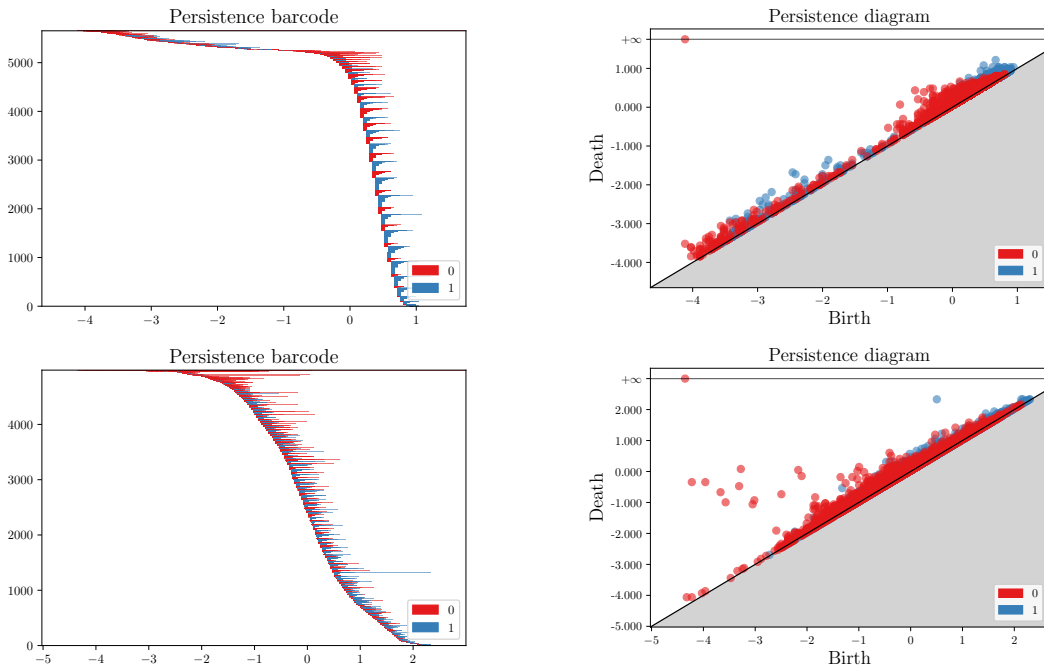 Persistence barcode
5000
4000
3000
2000
1000
0
−4 −3 −2 −1 0 1
0
1
Persistence diagram
Death
+∞
1.000
0.000
-1.000
-2.000
-3.000
-4.000
−4 −3 −2 −1 0 1
Birth
0
1
Persistence barcode
4000
3000
2000
1000
0
−5 −4 −3 −2 −1 0 1 2
0
1
Persistence diagram
Death
+∞
2.000
1.000
0.000
-1.000
-2.000
-3.000
-4.000
-5.000
−5 −4 −3 −2 −1 0 1 2
Birth
0
1